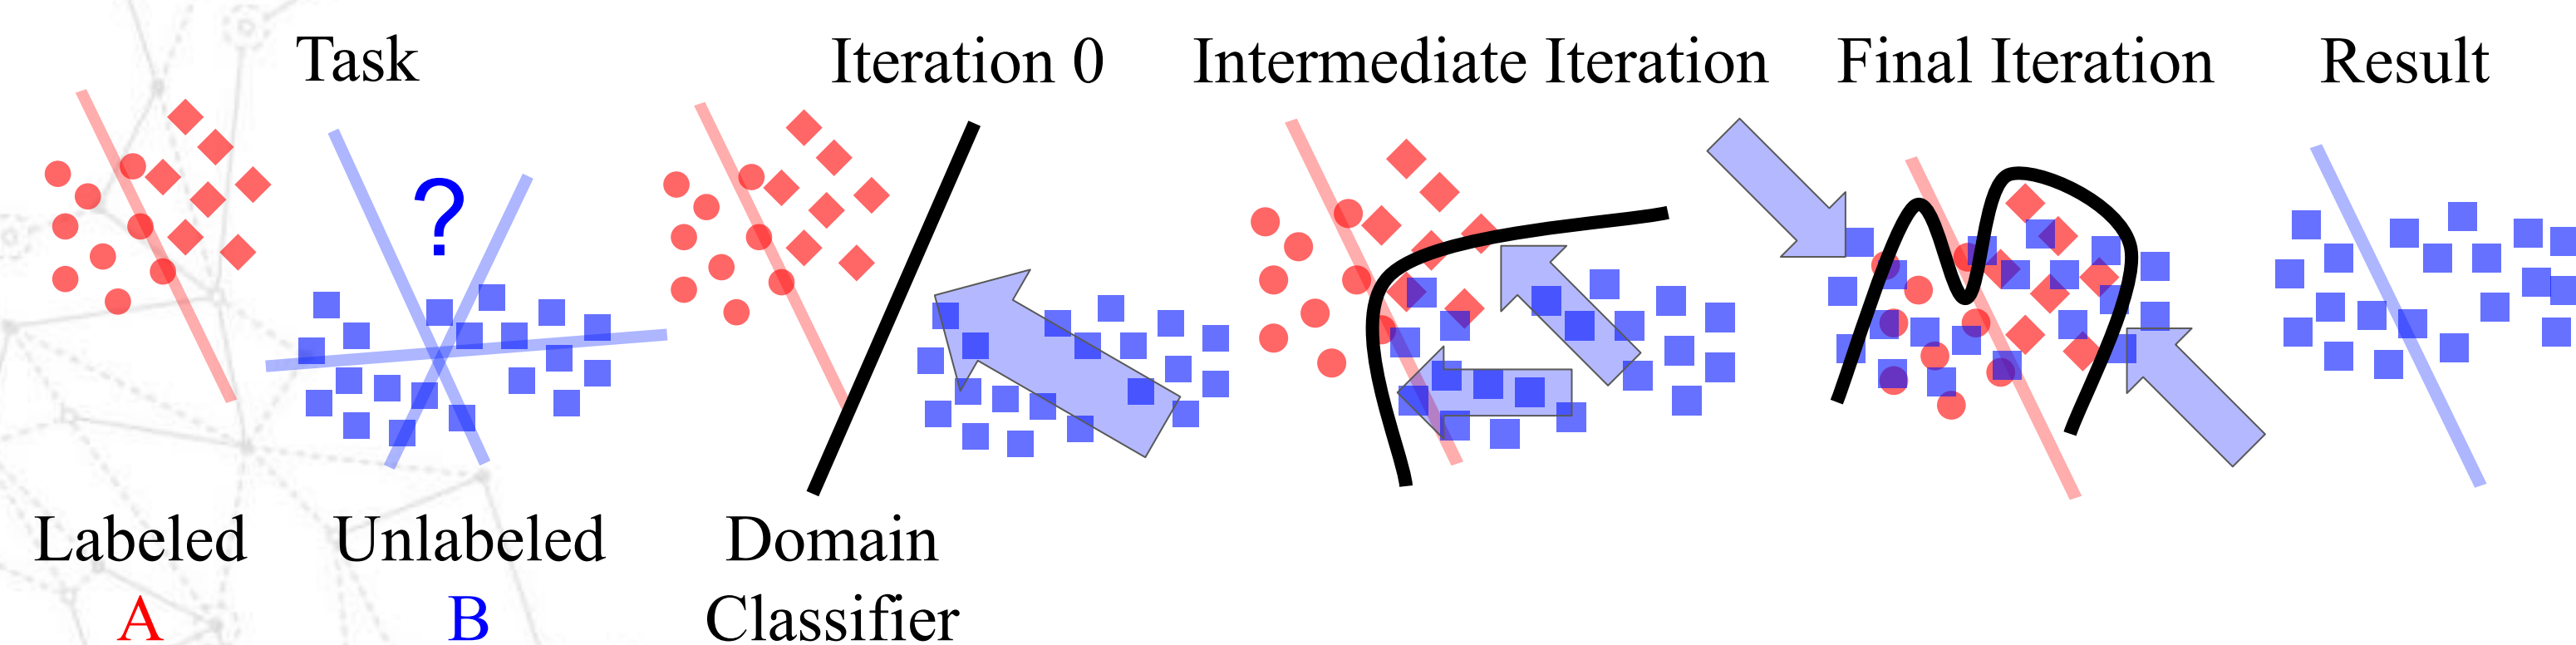 Task
Iteration 0
Intermediate Iteration
Final Iteration
Result
?
Labeled
A
Unlabeled
B
Domain
Classifier